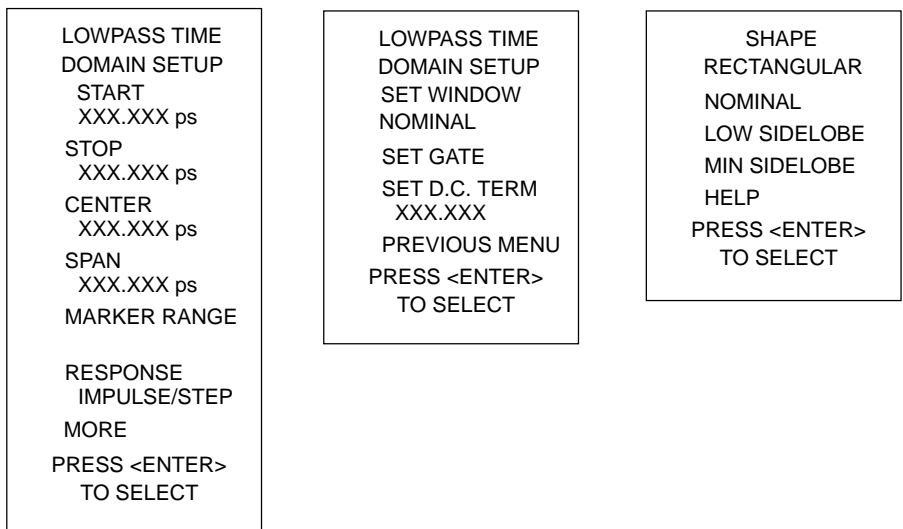 LOWPASS TIME
DOMAIN SETUP
START
XXX.XXX ps
STOP
XXX.XXX ps
CENTER
XXX.XXX ps
SPAN
XXX.XXX ps
MARKER RANGE
RESPONSE
IMPULSE/STEP
MORE
PRESS <ENTER>
TO SELECT
LOWPASS TIME
DOMAIN SETUP
SET WINDOW
NOMINAL
SET GATE
SET D.C. TERM
XXX.XXX
PREVIOUS MENU
PRESS <ENTER>
TO SELECT
SHAPE
RECTANGULAR
NOMINAL
LOW SIDELOBE
MIN SIDELOBE
HELP
PRESS <ENTER>
TO SELECT